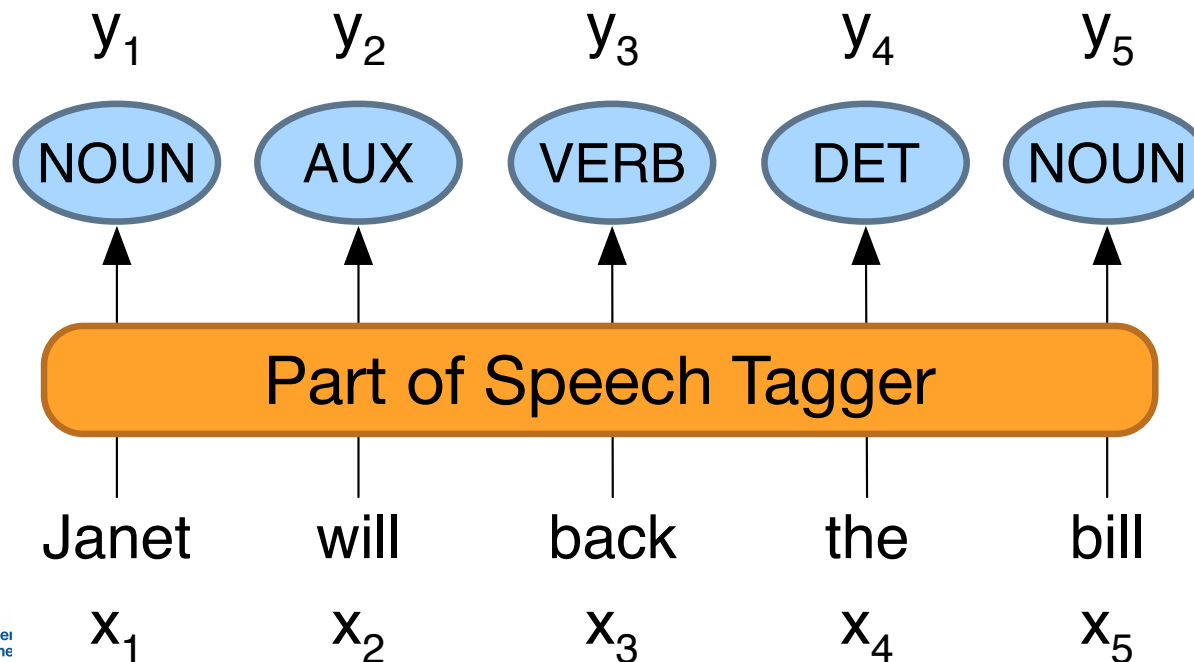 y₁ y₂ y₃ y₄ y₅
NOUN AUX VERB DET NOUN
Part of Speech Tagger
Janet will back the bill
x₁ x₂ x₃ x₄ x₅